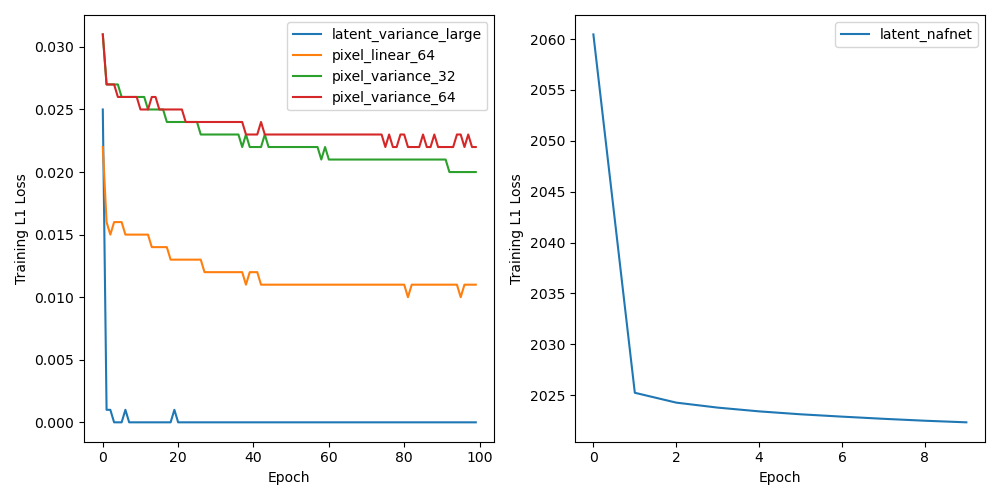 0.030
0.025
0.020
0.015
0.010
0.005
0.000
Training L1 Loss
0 20 40 60 80 100
Epoch
latent_variance_large
pixel_linear_64
pixel_variance_32
pixel_variance_64
2060
2055
2050
2045
2040
2035
2030
2025
Training L1 Loss
0 2 4 6 8
Epoch
latent_nafnet